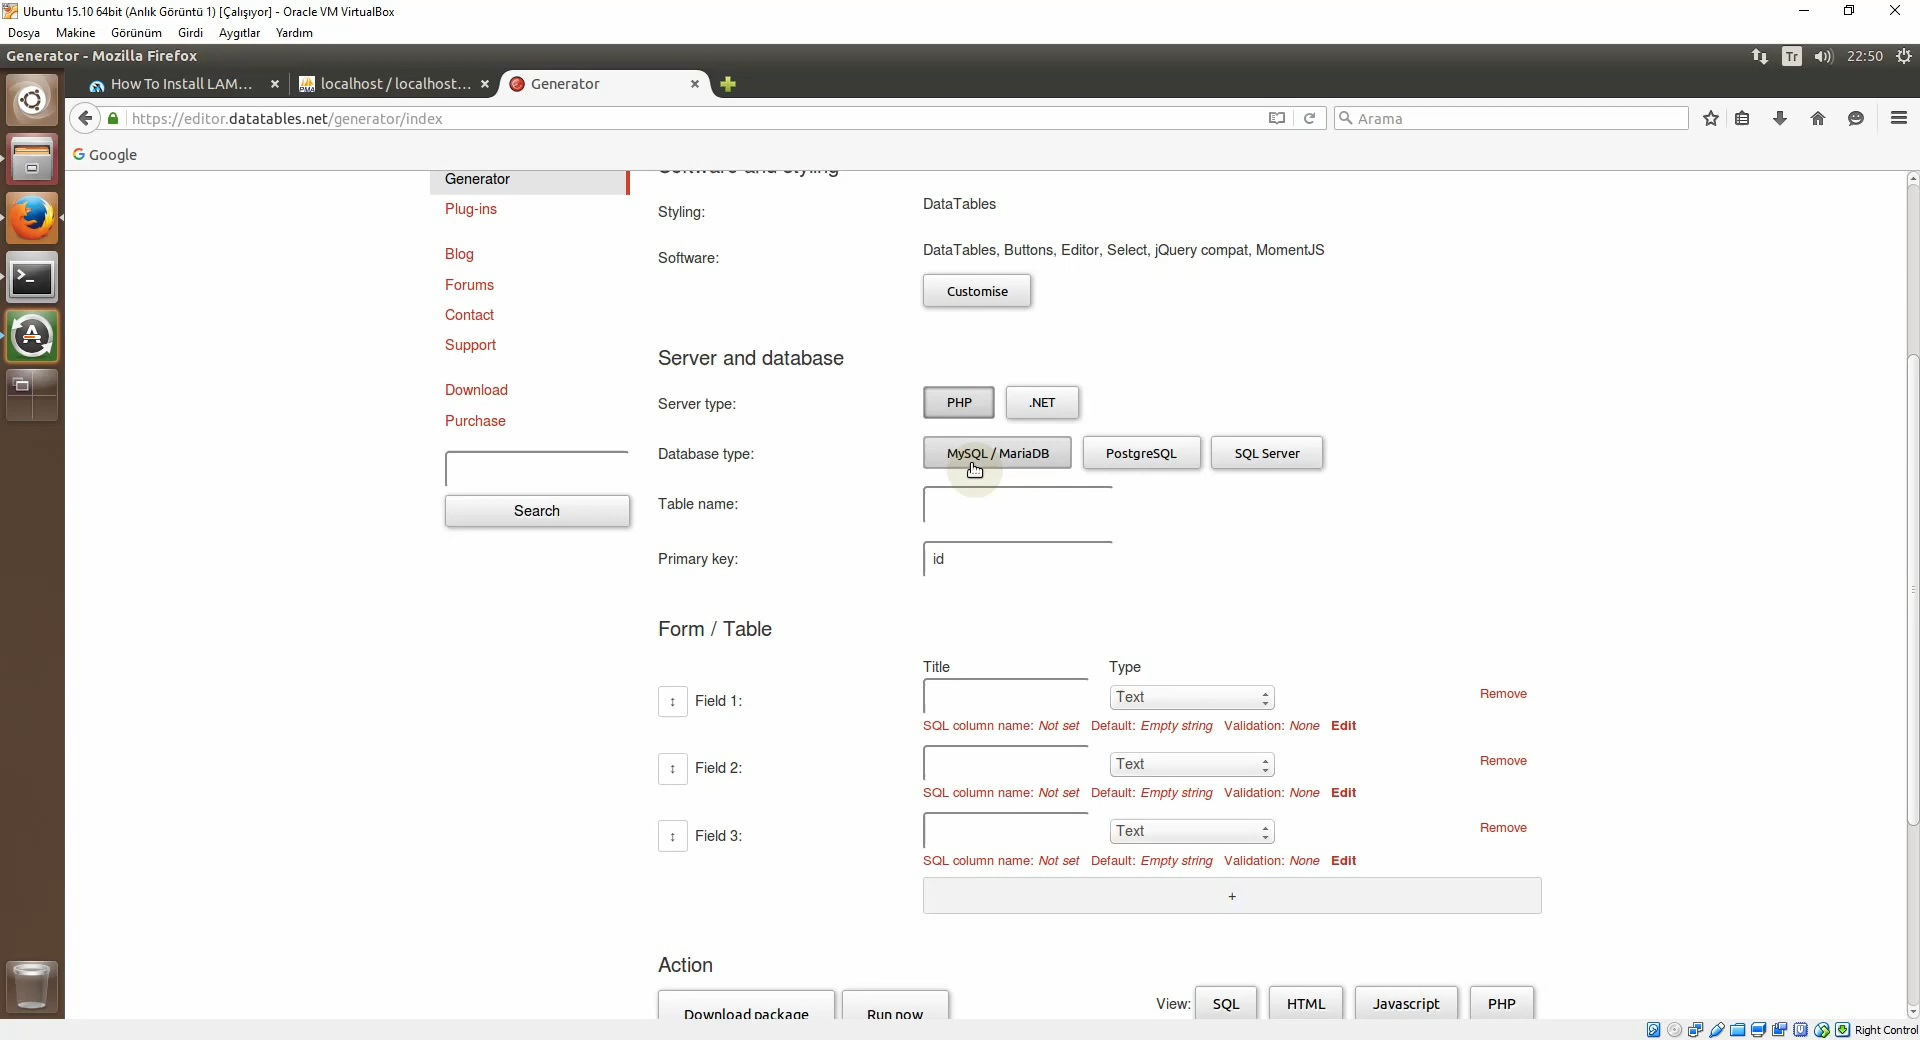 Ubuntu 15.10 64bit (Anlık Görüntü 1) [Çalışıyor] - Oracle VM VirtualBox
Dosya Makine Görünüm Girdi Aygıtlar Yardım
Generator - Mozilla Firefox
Tr 22:50
How To Install LAM... localhost / localhost... Generator
https://editor.datatables.net/generator/index
Arama
Google
Software and styling
Generator
Plug-ins
Blog
Forums
Contact
Support
Download
Purchase
Search
Styling: DataTables
Software: DataTables, Buttons, Editor, Select, jQuery compat, MomentJS
Customise
Server and database
Server type: PHP .NET
Database type: MySQL / MariaDB PostgreSQL SQL Server
Table name:
Primary key: id
Form / Table
Title Type
Field 1: Text Remove
SQL column name: Not set Default: Empty string Validation: None Edit
Field 2: Text Remove
SQL column name: Not set Default: Empty string Validation: None Edit
Field 3: Text Remove
SQL column name: Not set Default: Empty string Validation: None Edit
+
Action
Download package Run now View: SQL HTML Javascript PHP
Right Control